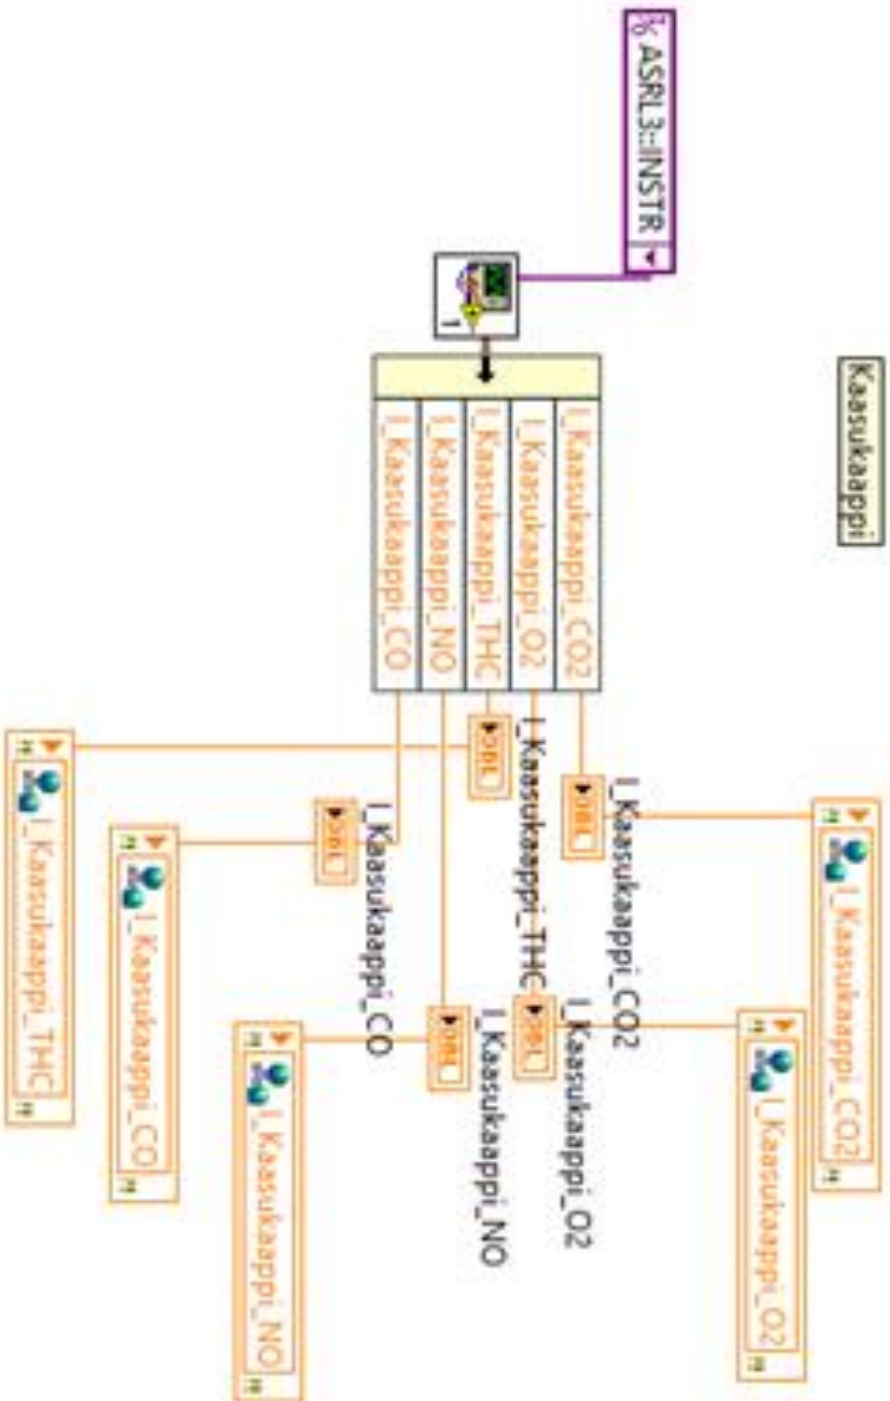 Kaasukaappi
I_Kaasukaappi_CO2
I_Kaasukaappi_O2
ASRL3::INSTR
1
I_Kaasukaappi_CO2
I_Kaasukaappi_O2
I_Kaasukaappi_THC
I_Kaasukaappi_NO
I_Kaasukaappi_CO
I_Kaasukaappi_CO2
DBL
I_Kaasukaappi_O2
DBL
I_Kaasukaappi_THC
DBL
I_Kaasukaappi_NO
DBL
I_Kaasukaappi_CO
DBL
I_Kaasukaappi_NO
I_Kaasukaappi_CO
I_Kaasukaappi_THC